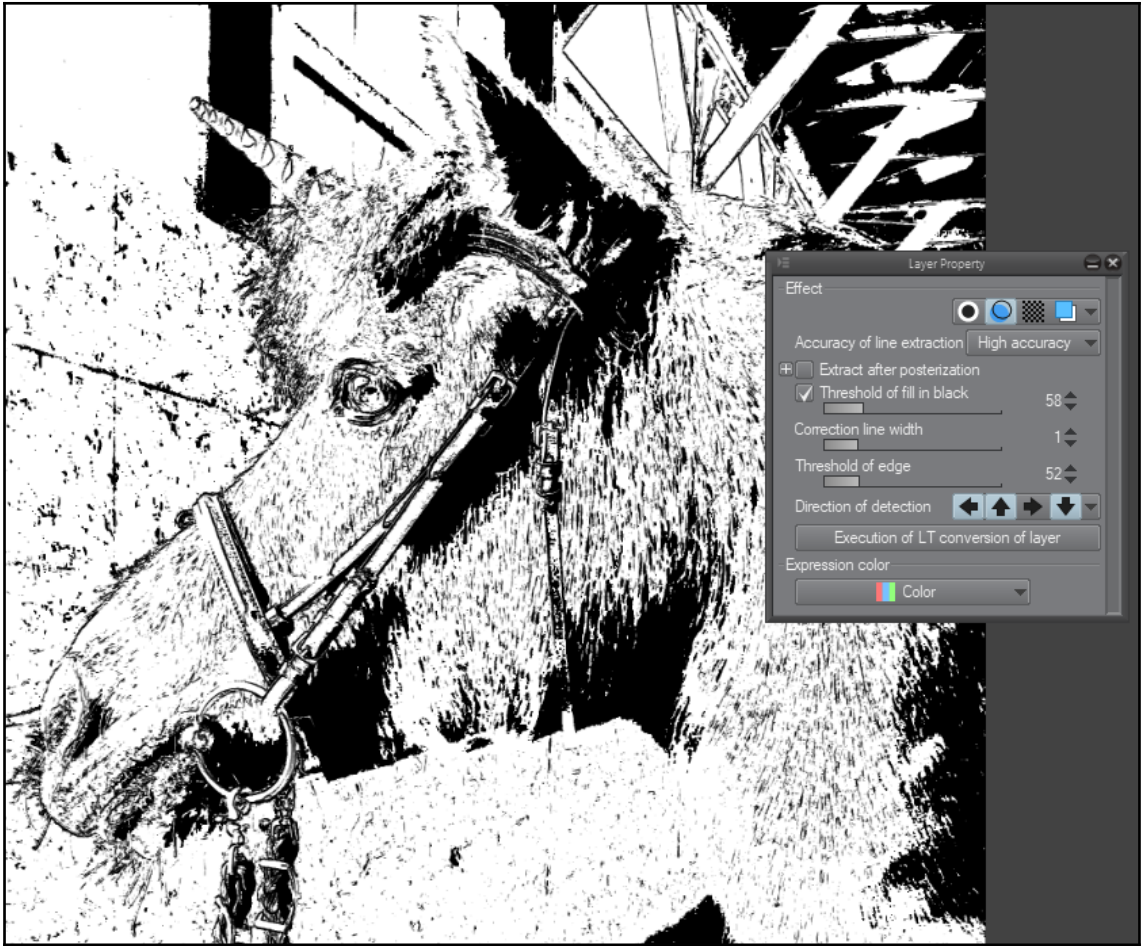 Layer Property
Effect
Accuracy of line extraction High accuracy
Extract after posterization
Threshold of fill in black
58
Correction line width
1
Threshold of edge
52
Direction of detection
Execution of LT conversion of layer
Expression color
Color